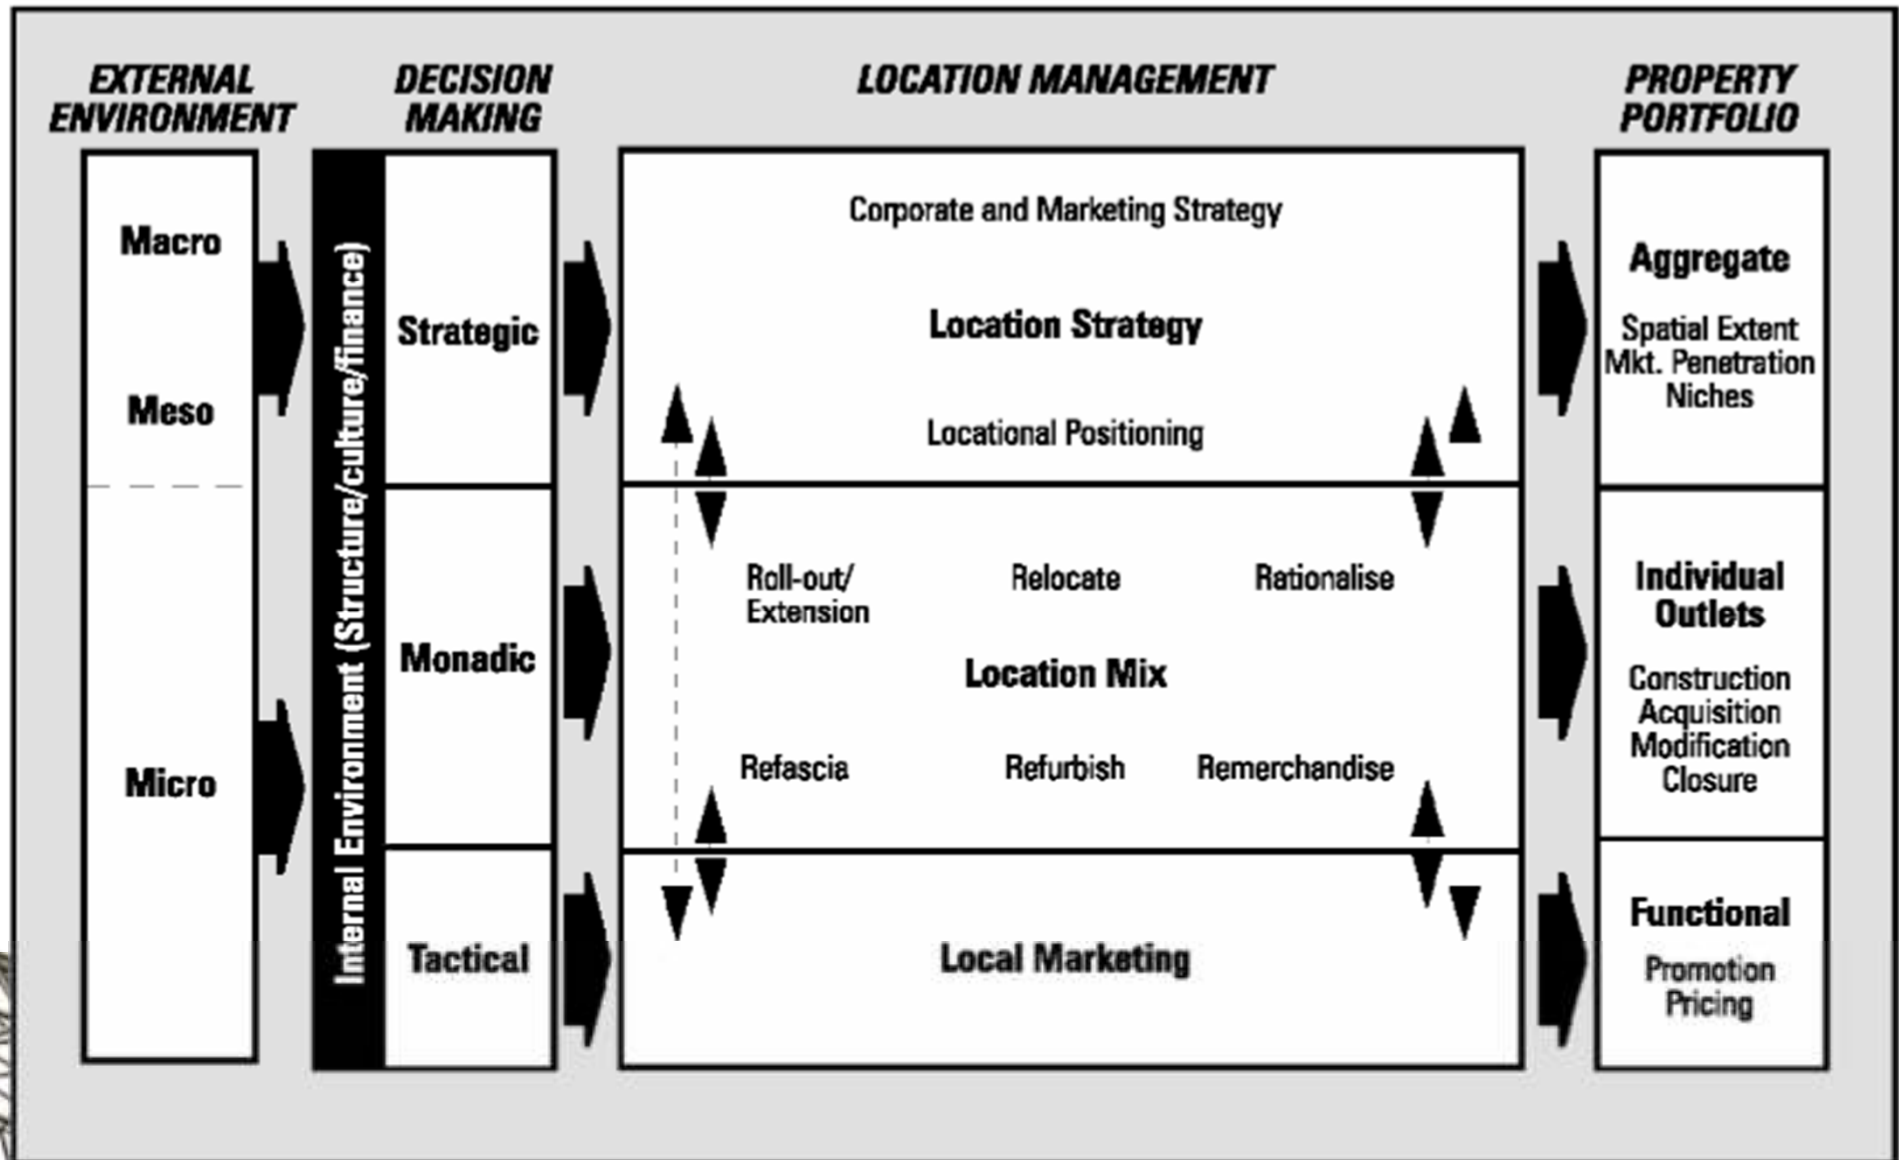 EXTERNAL
ENVIRONMENT
DECISION
MAKING
LOCATION MANAGEMENT
PROPERTY
PORTFOLIO
Macro
Meso
Micro
Internal Environment (Structure/culture/finance)
Strategic
Monadic
Tactical
Corporate and Marketing Strategy
Location Strategy
Locational Positioning
Roll-out/
Extension
Relocate
Rationalise
Location Mix
Refascia
Refurbish
Remerchandise
Local Marketing
Aggregate
Spatial Extent
Mkt. Penetration
Niches
Individual
Outlets
Construction
Acquisition
Modification
Closure
Functional
Promotion
Pricing